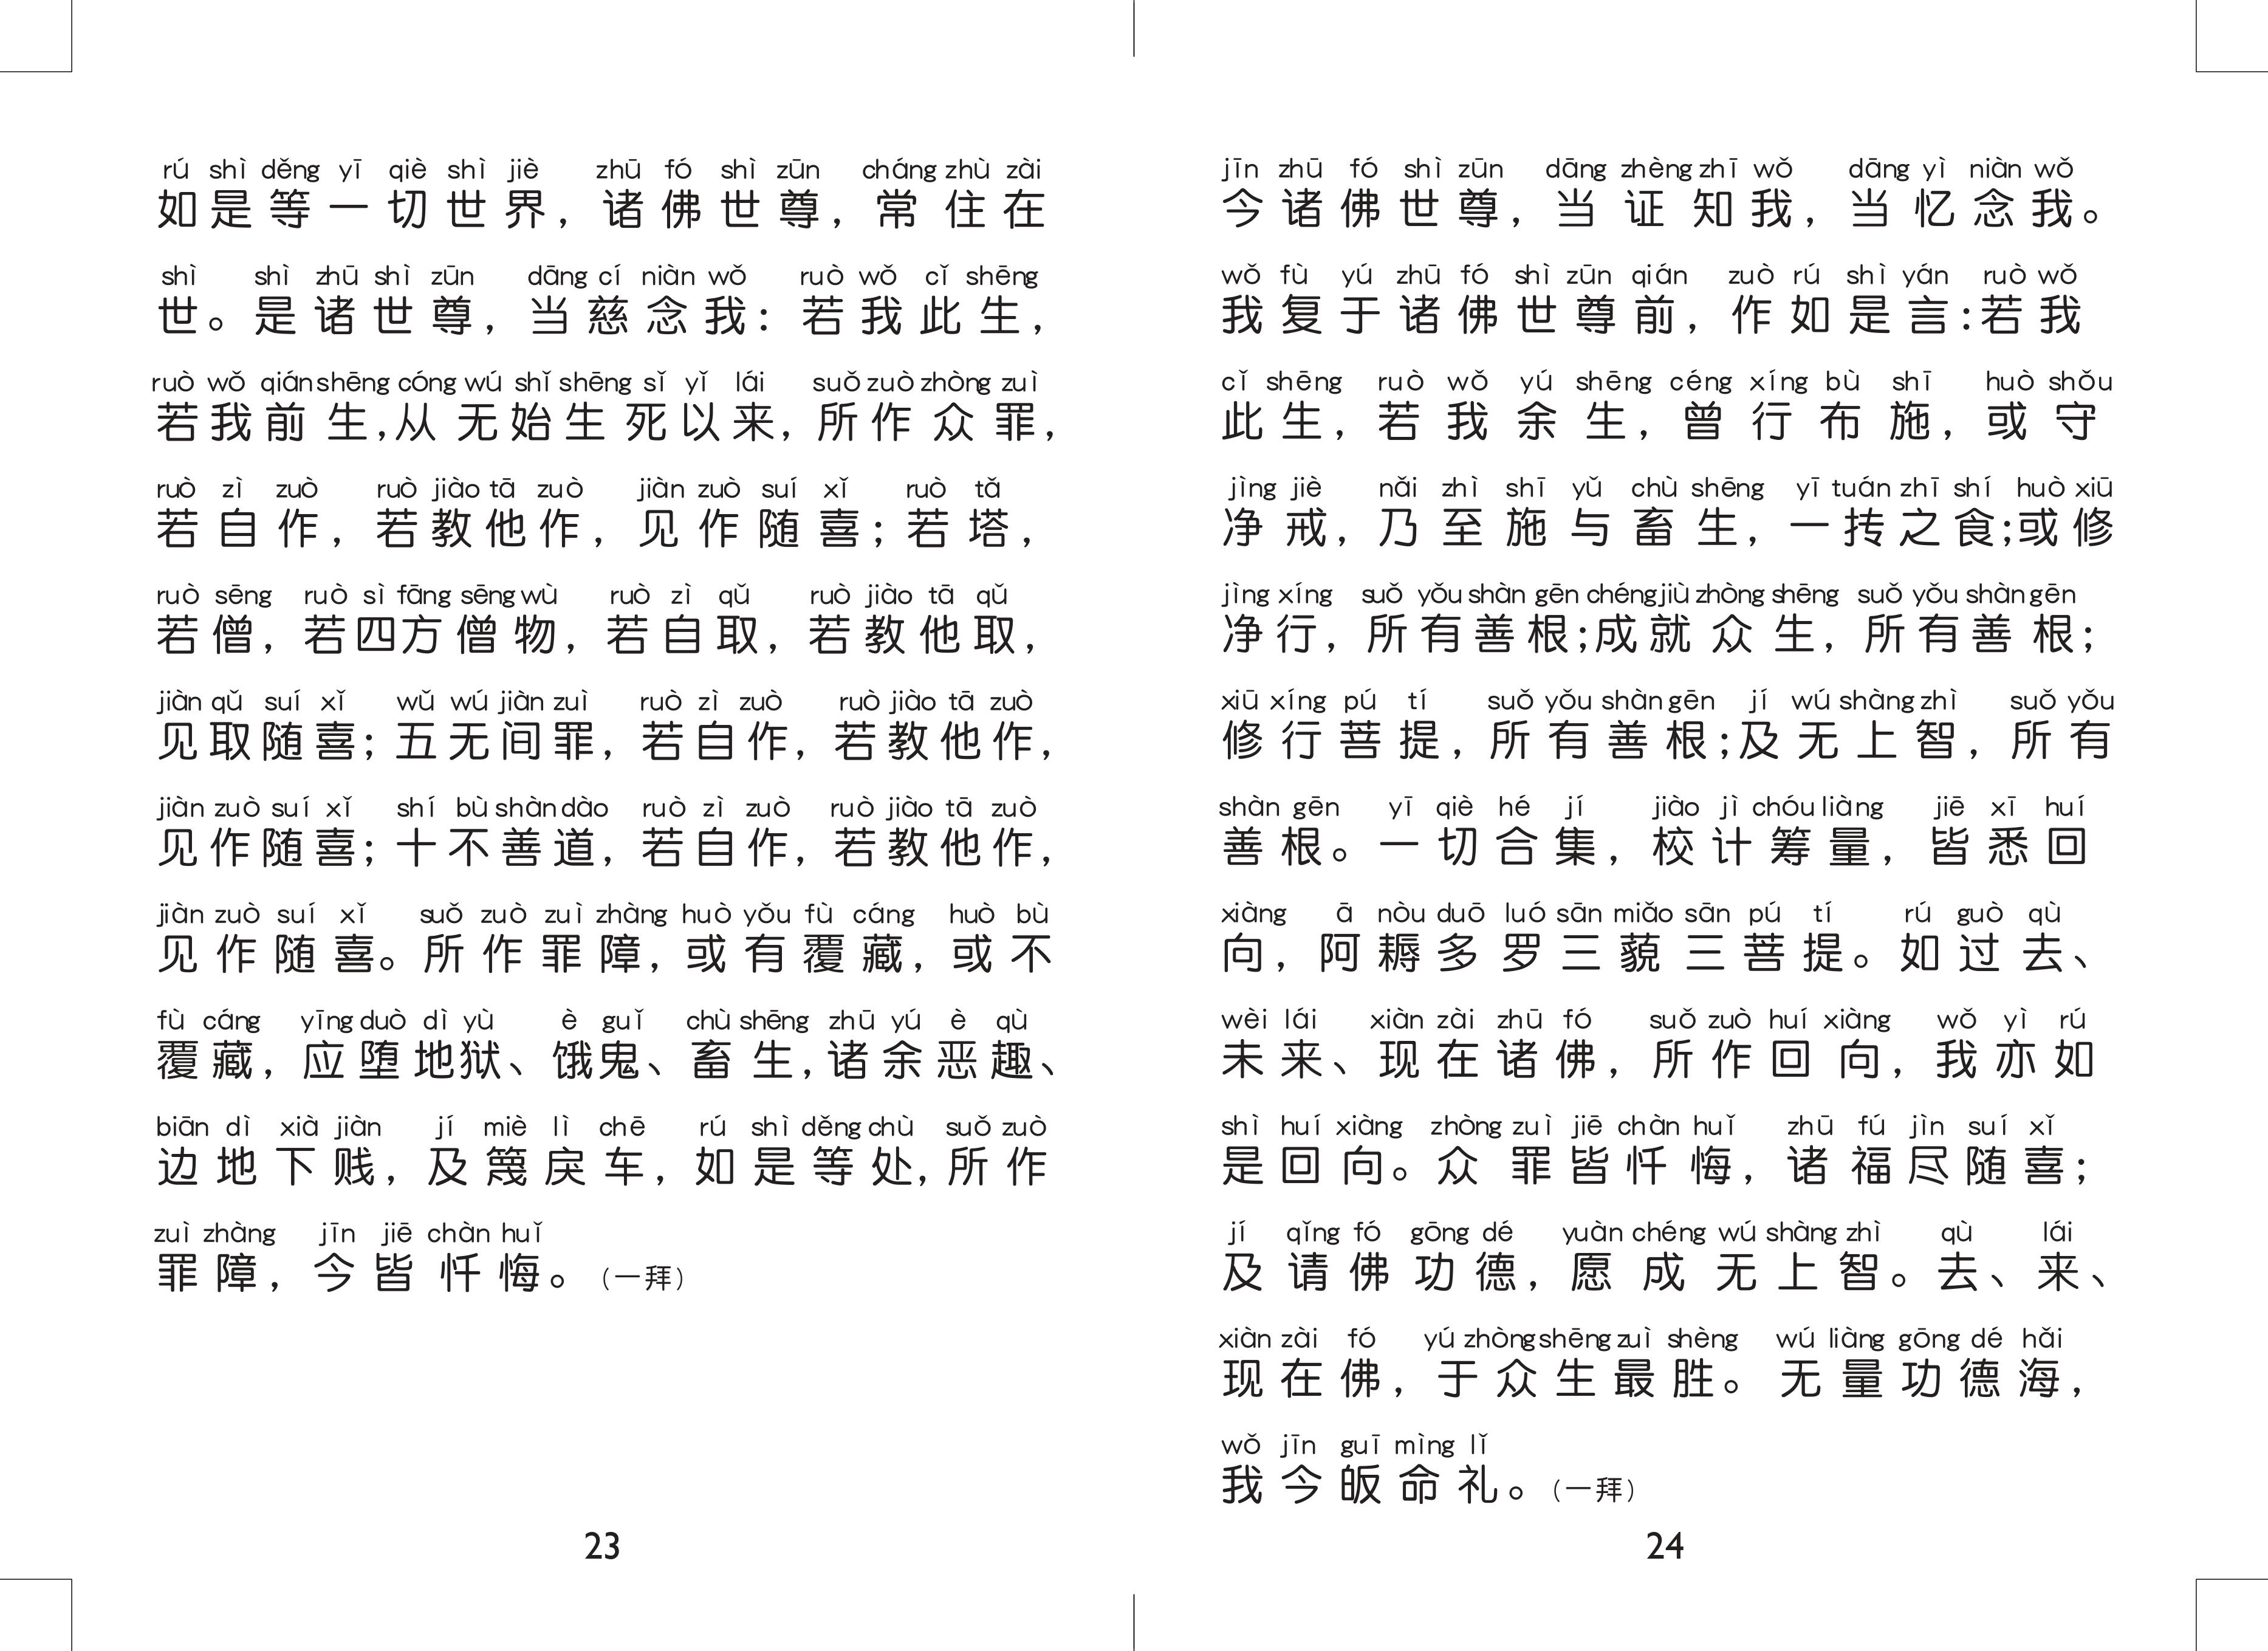 rú shì děng yī qiè shì jiè zhū fó shì zūn cháng zhù zài
如是等一切世界，诸佛世尊，常住在
shì shì zhū shì zūn dāng cí niàn wǒ ruò wǒ cǐ shēng
世。是诸世尊，当慈念我：若我此生，
ruò wǒ qián shēng cóng wú shǐ shēng sǐ yǐ lái suǒ zuò zhòng zuì
若我前生，从无始生死以来，所作众罪，
ruò zì zuò ruò jiào tā zuò jiàn zuò suí xǐ ruò tǎ
若自作，若教他作，见作随喜；若塔，
ruò sēng ruò sì fāng sēng wù ruò zì qǔ ruò jiào tā qǔ
若僧，若四方僧物，若自取，若教他取，
jiàn qǔ suí xǐ wǔ wú jiàn zuì ruò zì zuò ruò jiào tā zuò
见取随喜；五无间罪，若自作，若教他作，
jiàn zuò suí xǐ shí bù shàn dào ruò zì zuò ruò jiào tā zuò
见作随喜；十不善道，若自作，若教他作，
jiàn zuò suí xǐ suǒ zuò zuì zhàng huò yǒu fù cáng huò bù
见作随喜。所作罪障，或有覆藏，或不
fù cáng yīng duò dì yù è guǐ chù shēng zhū yú è qù
覆藏，应堕地狱、饿鬼、畜生，诸余恶趣、
biān dì xià jiàn jí miè lì chē rú shì děng chù suǒ zuò
边地下贱，及篾戾车，如是等处，所作
zuì zhàng jīn jiē chàn huǐ
罪障，今皆忏悔。（一拜）
23
jīn zhū fó shì zūn dāng zhèng zhī wǒ dāng yì niàn wǒ
今诸佛世尊，当证知我，当忆念我。
wǒ fù yú zhū fó shì zūn qián zuò rú shì yán ruò wǒ
我复于诸佛世尊前，作如是言：若我
cǐ shēng ruò wǒ yú shēng céng xíng bù shī huò shǒu
此生，若我余生，曾行布施，或守
jìng jiè nǎi zhì shī yǔ chù shēng yī tuán zhī shí huò xiū
净戒，乃至施与畜生，一抟之食；或修
jìng xíng suǒ yǒu shàn gēn chéng jiù zhòng shēng suǒ yǒu shàn gēn
净行，所有善根；成就众生，所有善根；
xiū xíng pú tí suǒ yǒu shàn gēn jí wú shàng zhì suǒ yǒu
修行菩提，所有善根；及无上智，所有
shàn gēn yī qiè hé jí jiào jì chóu liàng jiē xī huí
善根。一切合集，校计筹量，皆悉回
xiàng ā nòu duō luó sān miǎo sān pú tí rú guò qù
向，阿耨多罗三藐三菩提。如过去、
wèi lái xiàn zài zhū fó suǒ zuò huí xiàng wǒ yì rú
未来、现在诸佛，所作回向，我亦如
shì huí xiàng zhòng zuì jiē chàn huǐ zhū fú jìn suí xǐ
是回向。众罪皆忏悔，诸福尽随喜；
jí qǐng fó gōng dé yuàn chéng wú shàng zhì qù lái
及请佛功德，愿成无上智。去、来、
xiàn zài fó yú zhòng shēng zuì shèng wú liàng gōng dé hǎi
现在佛，于众生最胜。无量功德海，
wǒ jīn guī mìng lǐ
我今皈命礼。（一拜）
24